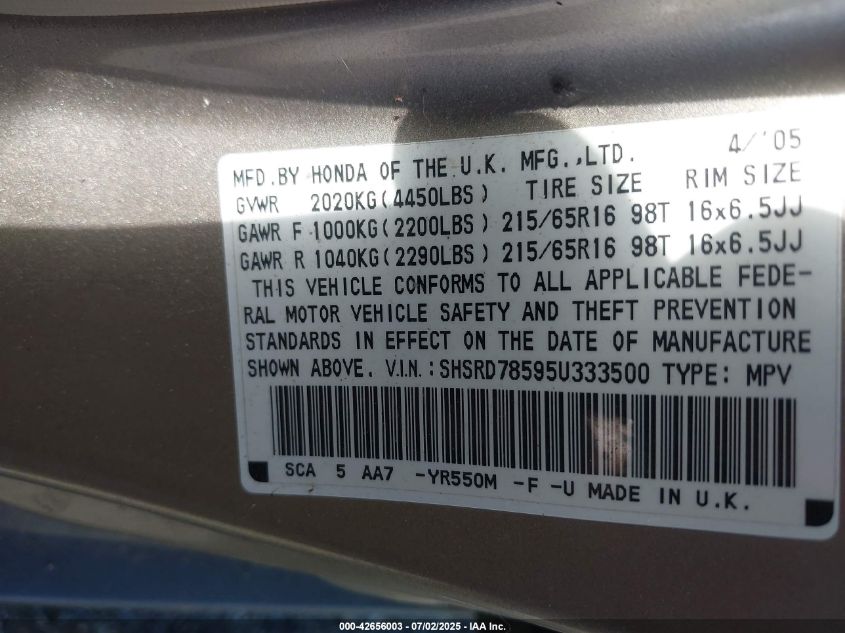 4/'05
MFD.BY HONDA OF THE U.K. MFG.,LTD.
GVWR 2020KG(4450LBS) TIRE SIZE RIM SIZE
GAWR F 1000KG(2200LBS) 215/65R16 98T 16x6.5JJ
GAWR R 1040KG(2290LBS) 215/65R16 98T 16x6.5JJ
THIS VEHICLE CONFORMS TO ALL APPLICABLE FEDE-
RAL MOTOR VEHICLE SAFETY AND THEFT PREVENTION
STANDARDS IN EFFECT ON THE DATE OF MANUFACTURE
SHOWN ABOVE. V.I.N.:SHSRD78595U333500 TYPE: MPV
SCA 5 AA7 -YR550M -F -U MADE IN U.K.
000-42656003 / 07/02/2025 - IAA Inc.